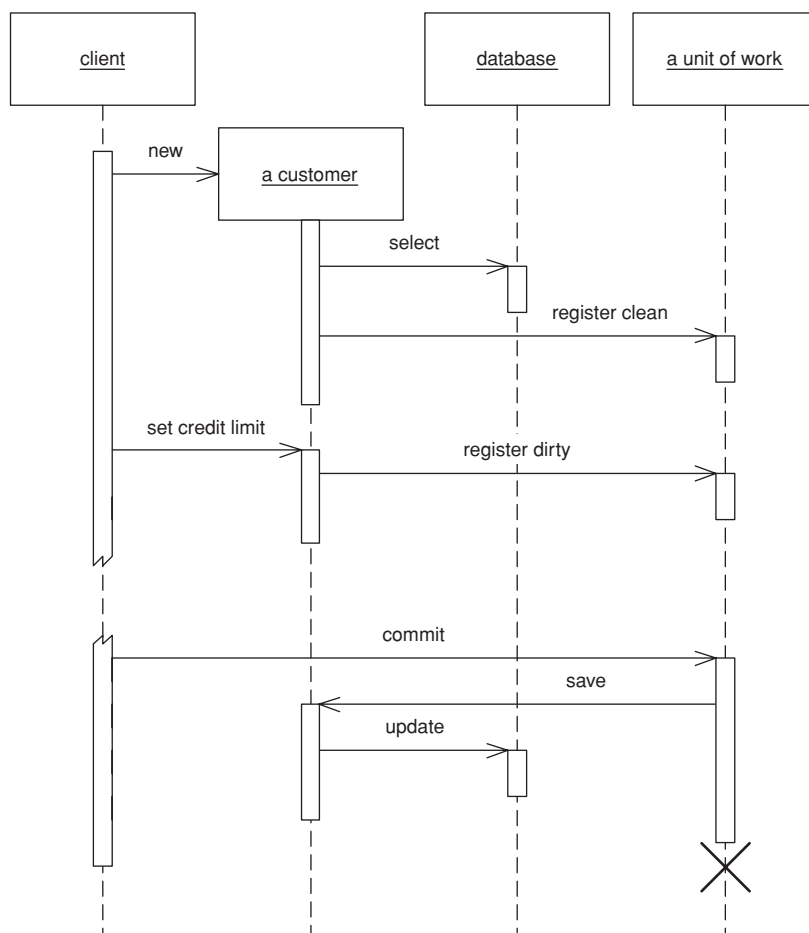 client
database
a unit of work
new
a customer
select
register clean
set credit limit
register dirty
commit
save
update